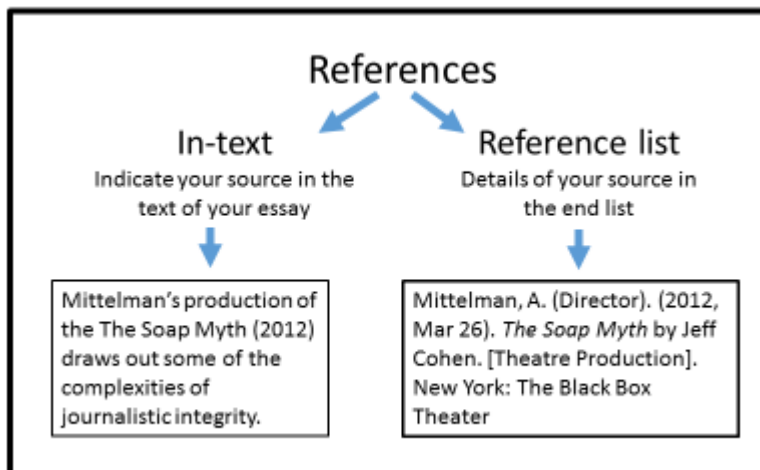 References
In-text
Indicate your source in the
text of your essay
Mittelman's production of
the The Soap Myth (2012)
draws out some of the
complexities of
journalistic integrity.
Reference list
Details of your source in
the end list
Mittelman, A. (Director). (2012,
Mar 26). The Soap Myth by Jeff
Cohen. [Theatre Production].
New York: The Black Box
Theater